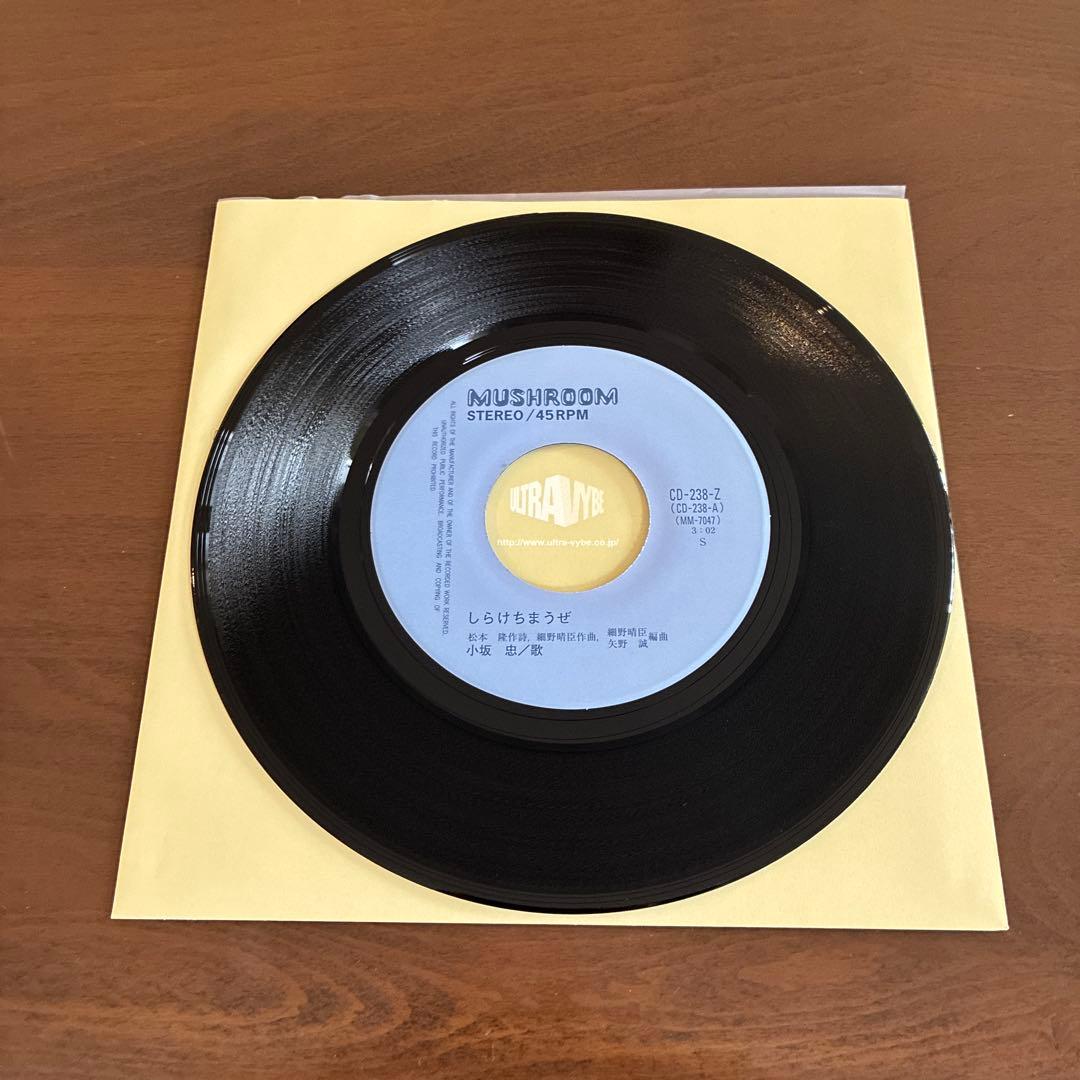 MUSHROOM
STEREO/45RPM
ALL RIGHTS OF THE MANUFACTURER AND OF THE OWNER OF THE RECORDED WORK RESERVED.
UNAUTHORISED PUBLIC PERFORMANCE, BROADCASTING AND COPYING OF
THIS RECORD PROHIBITED
ULTRA-VYBE
http://www.ultra-vybe.co.jp/
CD-238-Z
(CD-238-A)
(MM-7047)
3:02
S
しらけちまうぜ
松本 隆作詩, 細野晴臣作曲, 細野晴臣 矢野 誠 編曲
小坂 忠/歌